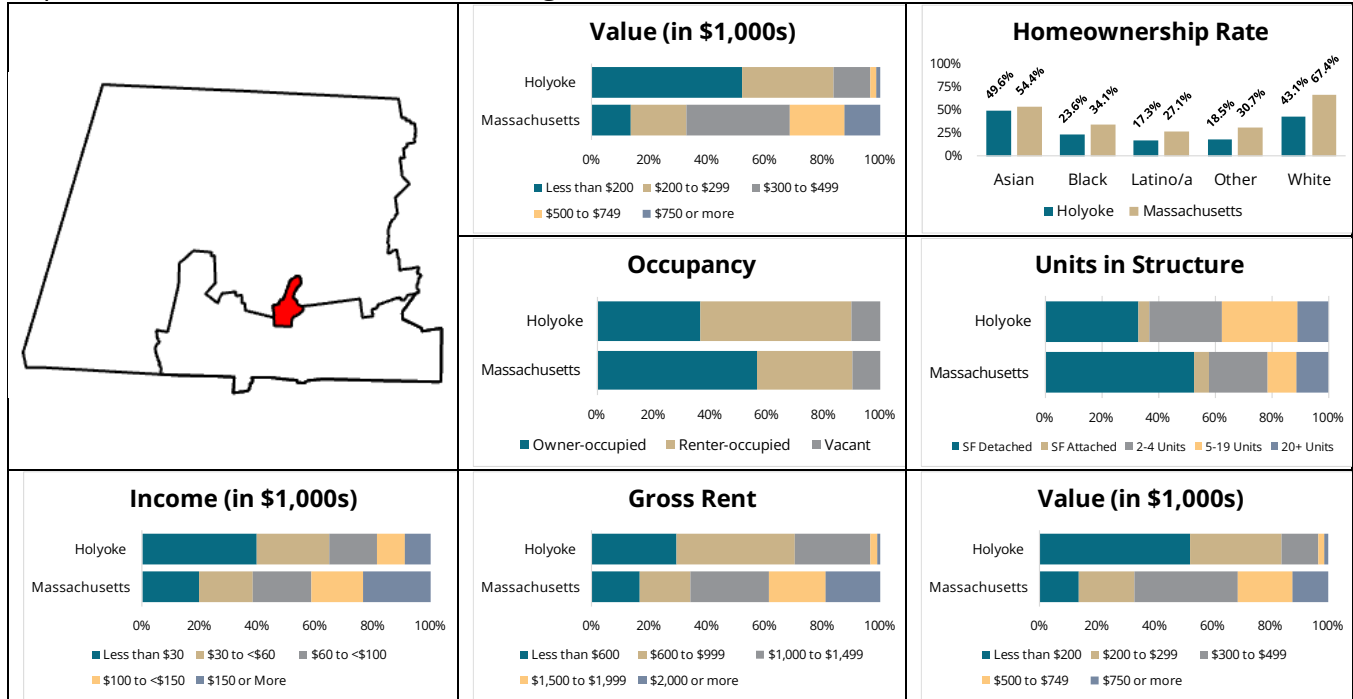 Value (in $1,000s)
Holyoke
Massachusetts
0% 20% 40% 60% 80% 100%
Less than $200 $200 to $299 $300 to $499
$500 to $749 $750 or more
Homeownership Rate
100%
75%
50%
25%
0%
49.6% 54.4% 23.6% 34.1% 17.3% 27.1% 18.5% 30.7% 43.1% 67.4%
Asian Black Latino/a Other White
Holyoke Massachusetts
Occupancy
Holyoke
Massachusetts
0% 20% 40% 60% 80% 100%
Owner-occupied Renter-occupied Vacant
Units in Structure
Holyoke
Massachusetts
0% 20% 40% 60% 80% 100%
SF Detached SF Attached 2-4 Units 5-19 Units 20+ Units
Income (in $1,000s)
Holyoke
Massachusetts
0% 20% 40% 60% 80% 100%
Less than $30 $30 to <$60 $60 to <$100
$100 to <$150 $150 or More
Gross Rent
Holyoke
Massachusetts
0% 20% 40% 60% 80% 100%
Less than $600 $600 to $999 $1,000 to $1,499
$1,500 to $1,999 $2,000 or more
Value (in $1,000s)
Holyoke
Massachusetts
0% 20% 40% 60% 80% 100%
Less than $200 $200 to $299 $300 to $499
$500 to $749 $750 or more